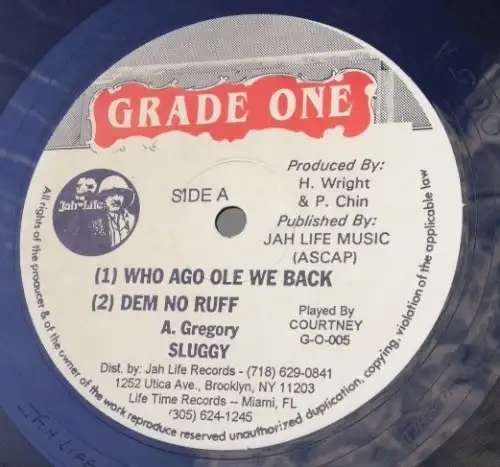 GRADE ONE
Jah-Life
SIDE A
Produced By:
H. Wright
& P. Chin
Published By:
JAH LIFE MUSIC
(ASCAP)
(1) WHO AGO OLE WE BACK
(2) DEM NO RUFF
A. Gregory
SLUGGY
Played By
COURTNEY
G-O-005
Dist. by: Jah Life Records - (718) 629-0841
1252 Utica Ave., Brooklyn, NY 11203
Life Time Records – Miami, FL
(305) 624-1245
All rights of the producer & of the owner of the work reproduce reserved unauthorized duplication, copying, violation of the applicable law